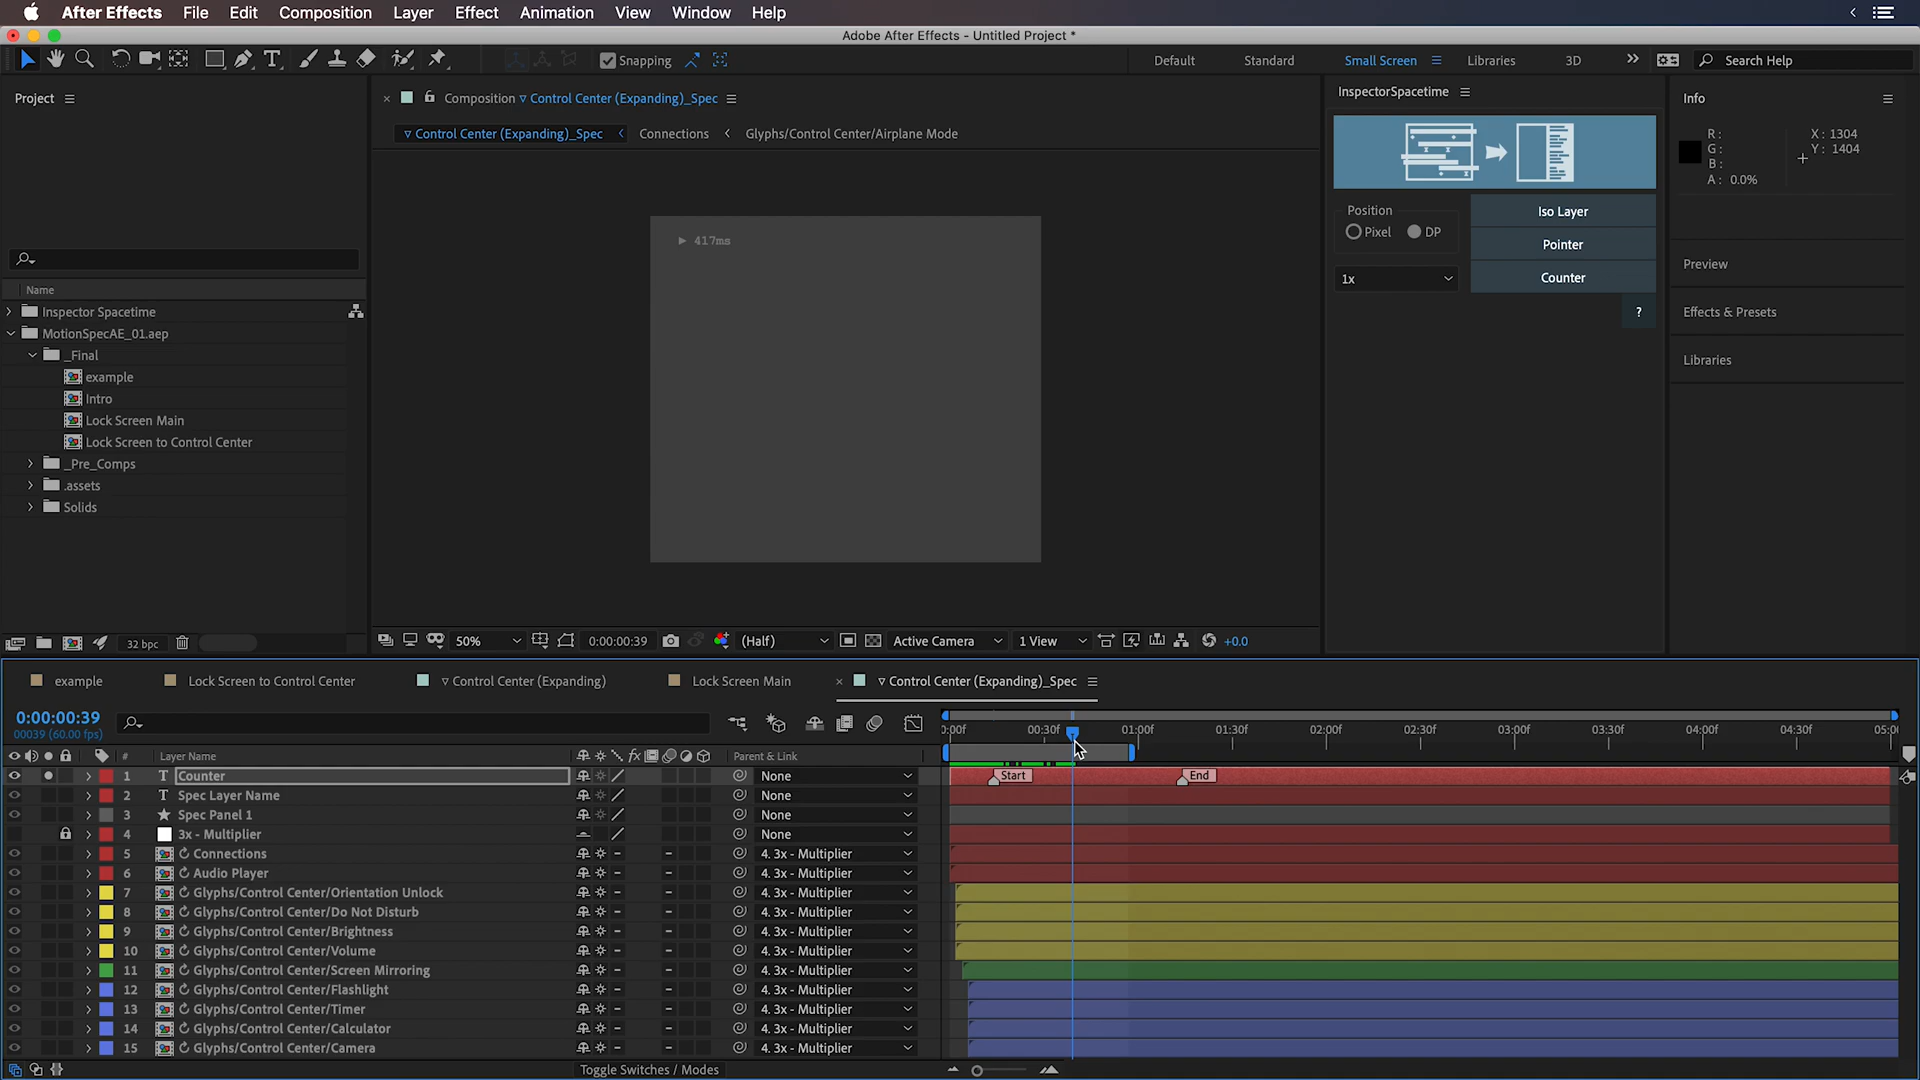 After Effects File Edit Composition Layer Effect Animation View Window Help
Adobe After Effects - Untitled Project *
Snapping Default Standard Small Screen Libraries 3D Search Help
Project
Name
Inspector Spacetime
MotionSpecAE_01.aep
_Final
example
Intro
Lock Screen Main
Lock Screen to Control Center
_Pre_Comps
.assets
Solids
32 bpc
Composition Control Center (Expanding)_Spec
Control Center (Expanding)_Spec Connections Glyphs/Control Center/Airplane Mode
417ms
50% 0:00:00:39 (Half) Active Camera 1 View +0.0
InspectorSpacetime
Position
Pixel DP
1x
Iso Layer
Pointer
Counter
?
Info
R :
G :
B :
A : 0.0%
X : 1304
Y : 1404
Preview
Effects & Presets
Libraries
example Lock Screen to Control Center Control Center (Expanding) Lock Screen Main Control Center (Expanding)_Spec
0:00:00:39
00039 (60.00 fps)
00:30f 01:00f 01:30f 02:00f 02:30f 03:00f 03:30f 04:00f 04:30f
# Layer Name fx Parent & Link
1 T Counter None Start End
2 T Spec Layer Name None
3 Spec Panel 1 None
4 3x - Multiplier None
5 Connections 4. 3x - Multiplier
6 Audio Player 4. 3x - Multiplier
7 Glyphs/Control Center/Orientation Unlock 4. 3x - Multiplier
8 Glyphs/Control Center/Do Not Disturb 4. 3x - Multiplier
9 Glyphs/Control Center/Brightness 4. 3x - Multiplier
10 Glyphs/Control Center/Volume 4. 3x - Multiplier
11 Glyphs/Control Center/Screen Mirroring 4. 3x - Multiplier
12 Glyphs/Control Center/Flashlight 4. 3x - Multiplier
13 Glyphs/Control Center/Timer 4. 3x - Multiplier
14 Glyphs/Control Center/Calculator 4. 3x - Multiplier
15 Glyphs/Control Center/Camera 4. 3x - Multiplier
Toggle Switches / Modes